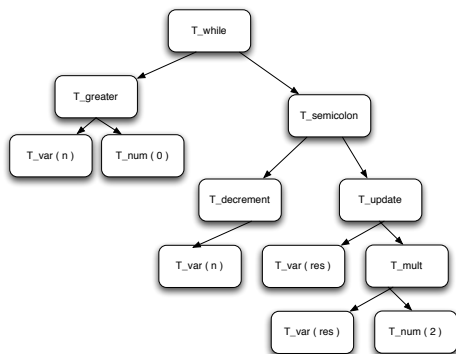 T_while
T_greater
T_semicolon
T_var ( n )
T_num ( 0 )
T_decrement
T_update
T_var ( n )
T_var ( res )
T_mult
T_var ( res )
T_num ( 2 )